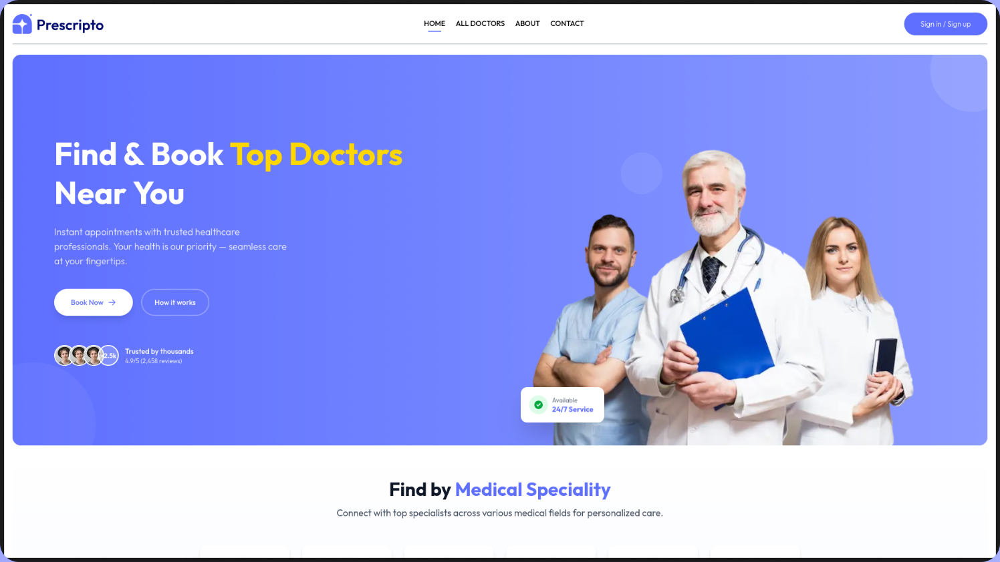 Prescripto
HOME
ALL DOCTORS
ABOUT
CONTACT
Sign in / Sign up
Find & Book Top Doctors
Near You
Instant appointments with trusted healthcare
professionals. Your health is our priority — seamless care
at your fingertips.
Book Now →
How it works
2.5k
Trusted by thousands
4.9/5 (2,458 reviews)
Available
24/7 Service
Find by Medical Speciality
Connect with top specialists across various medical fields for personalized care.